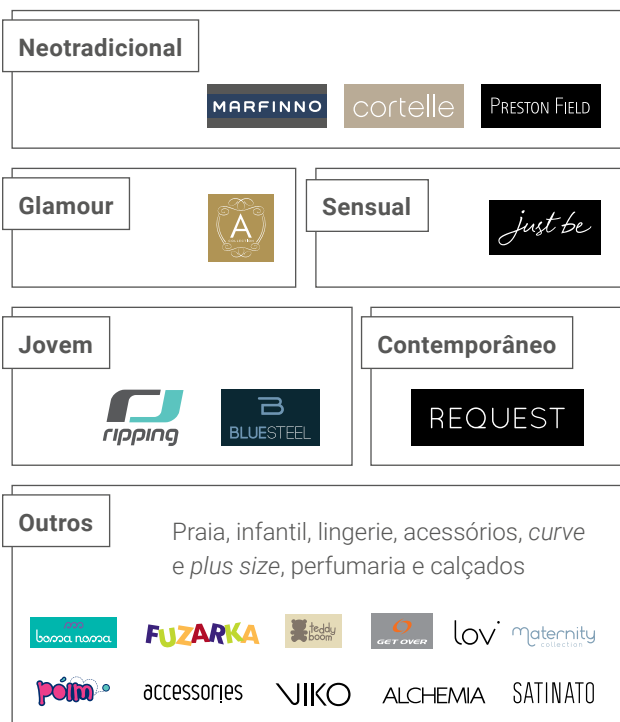 Neotradicional
MARFINNO
cortelle
PRESTON FIELD
Glamour
A
Sensual
just be
Jovem
ripping
B
BLUESTEEL
Contemporâneo
REQUEST
Outros
Praia, infantil, lingerie, acessórios, curve
e plus size, perfumaria e calçados
bossa nossa
FUZARKA
teddy
boom
GET OVER
lov
maternity
collection
póim
accessories
VIKO
ALCHEMIA
SATINATO